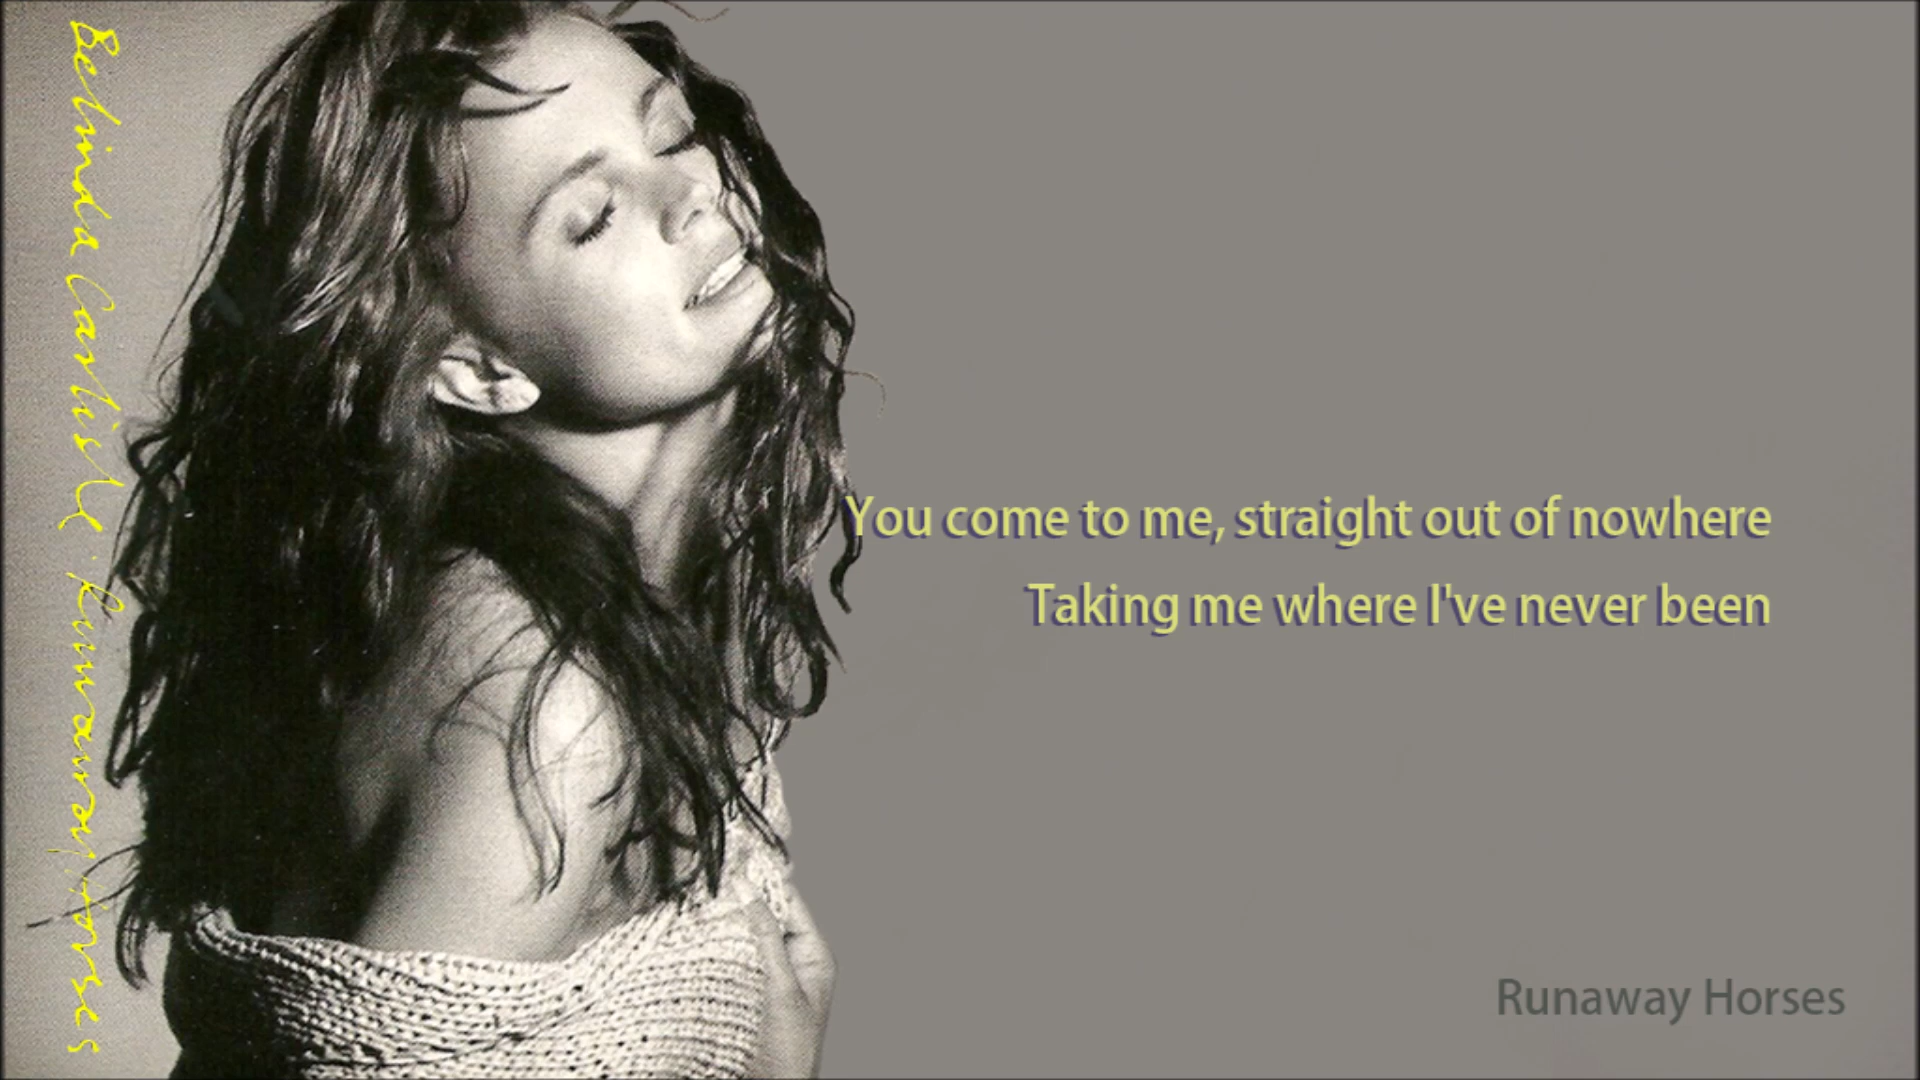 Belinda Carlisle Runaway Horses
You come to me, straight out of nowhere
Taking me where I've never been
Runaway Horses